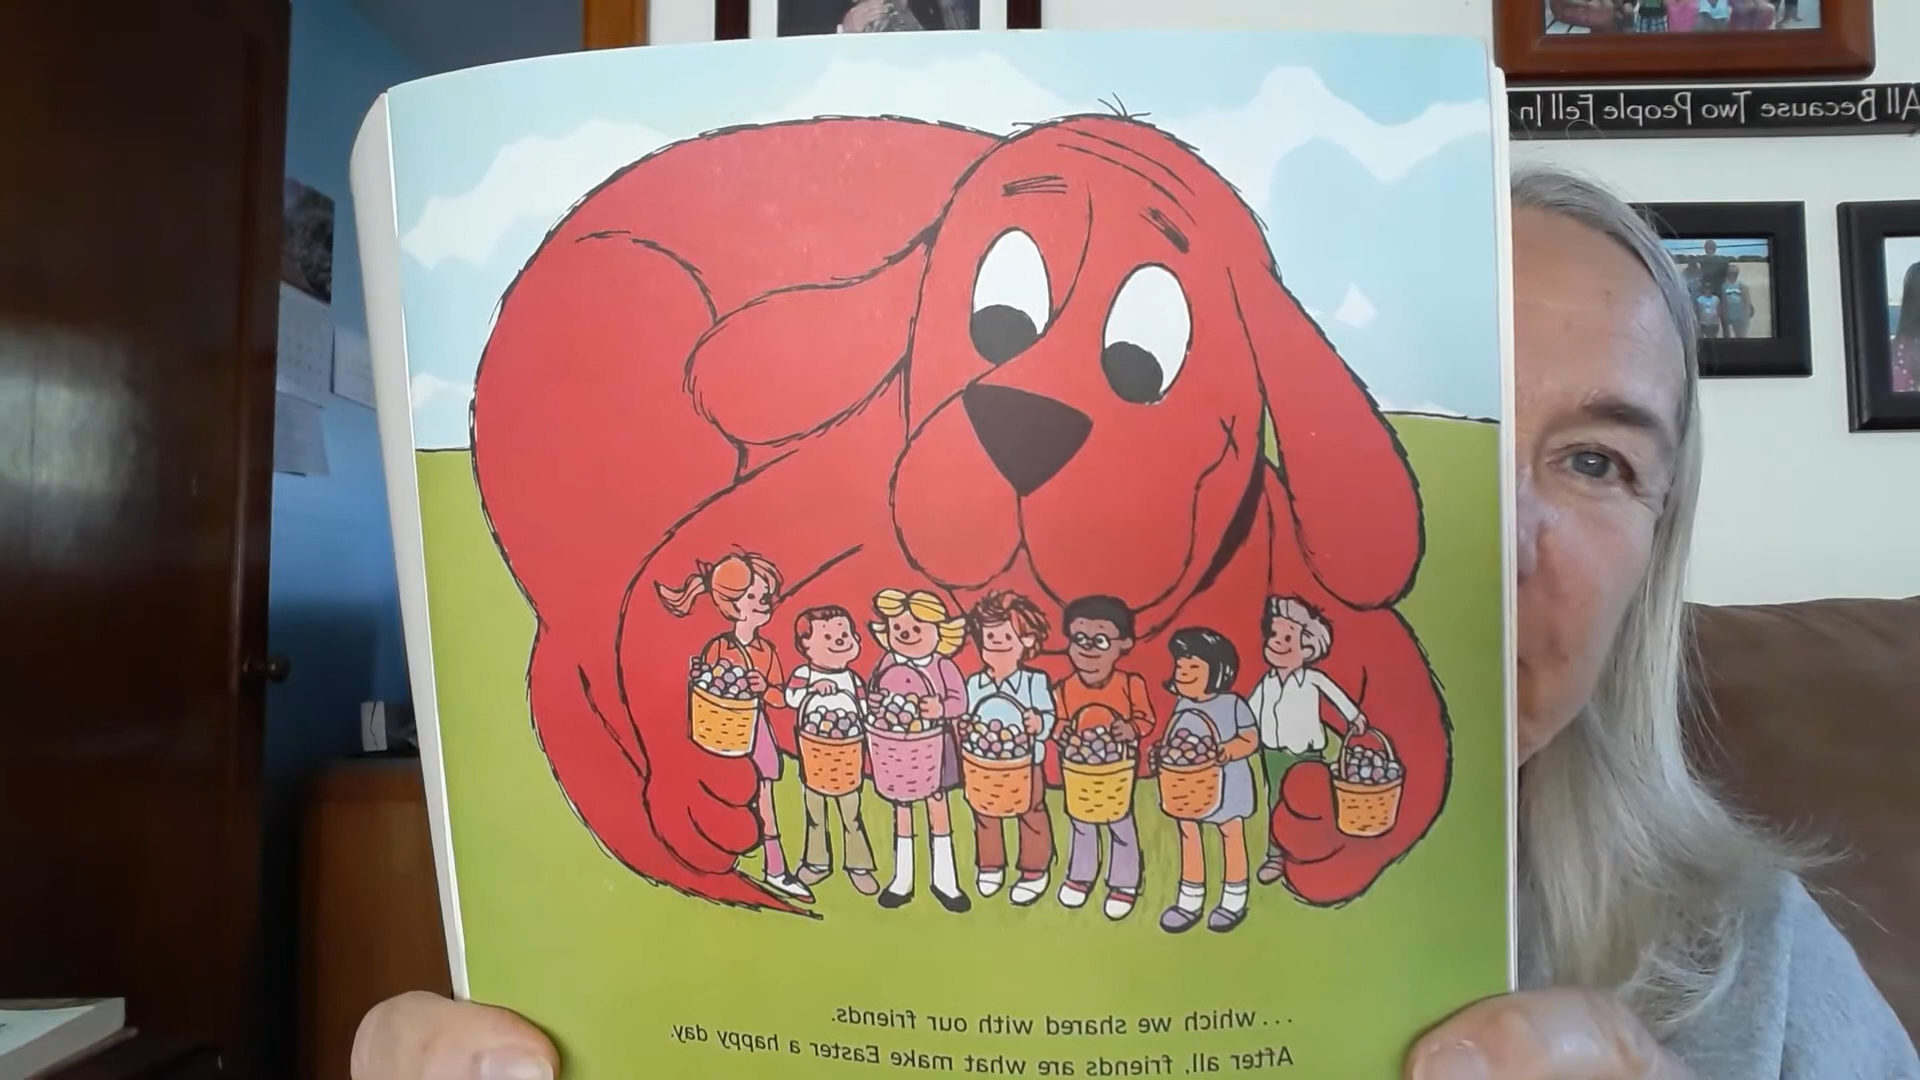 All Because Two People Fell In
...which we shared with our friends.
After all, friends are what make Easter a happy day.